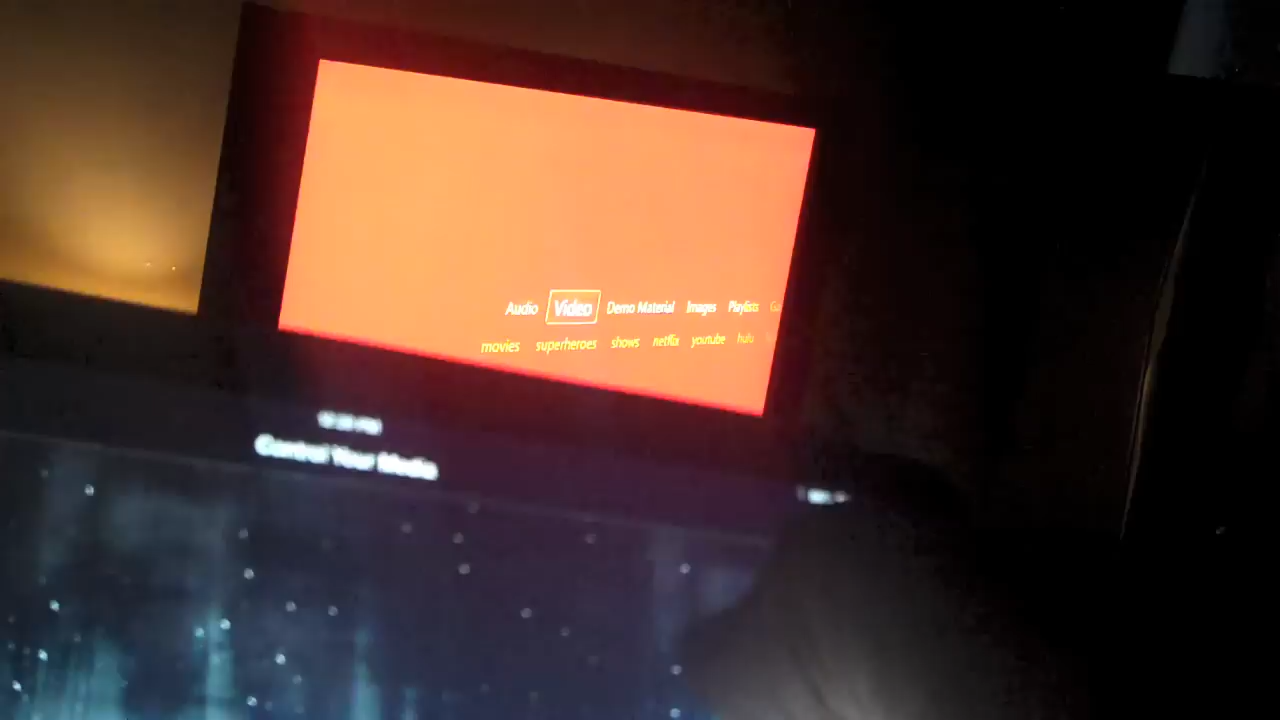 Audio Video Demo Material Images Playlists
movies superheroes shows netflix youtube hulu
Control Your Media